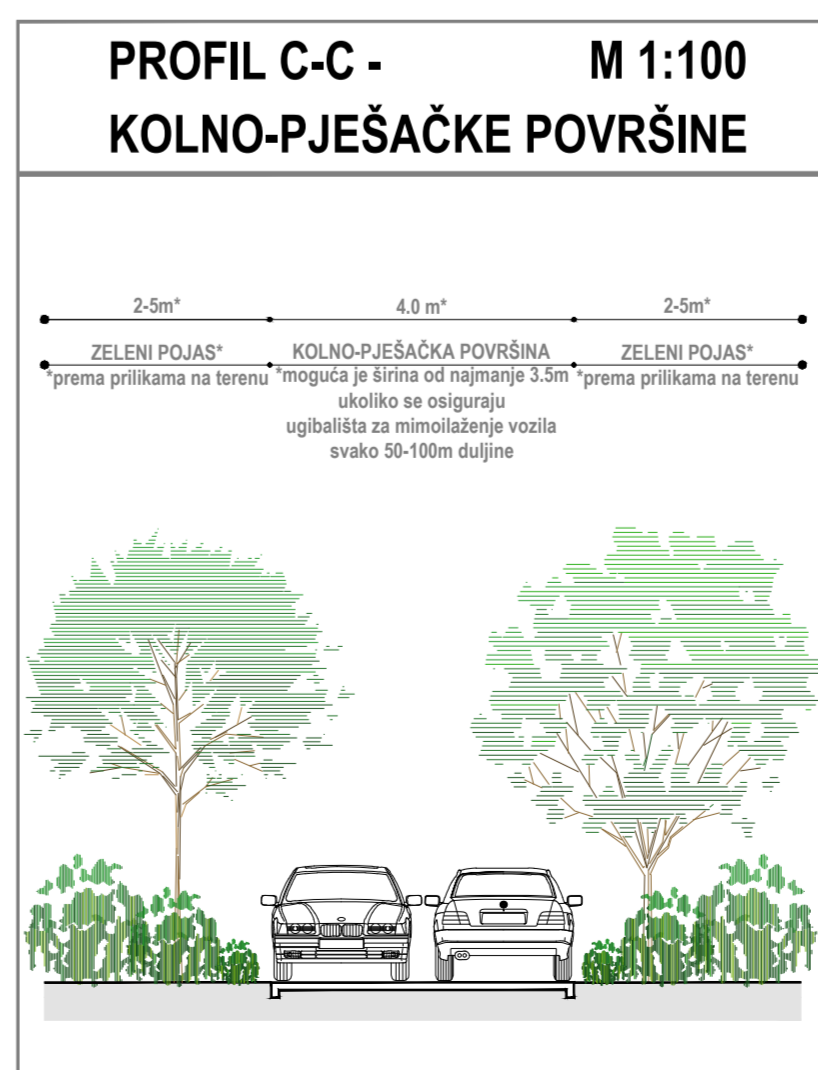 PROFIL C-C - M 1:100
KOLNO-PJEŠAČKE POVRŠINE
2-5m* 4.0 m* 2-5m*
ZELENI POJAS* KOLNO-PJEŠAČKA POVRŠINA ZELENI POJAS*
*prema prilikama na terenu *moguća je širina od najmanje 3.5m *prema prilikama na terenu
ukoliko se osiguraju
ugibališta za mimoilaženje vozila
svako 50-100m duljine